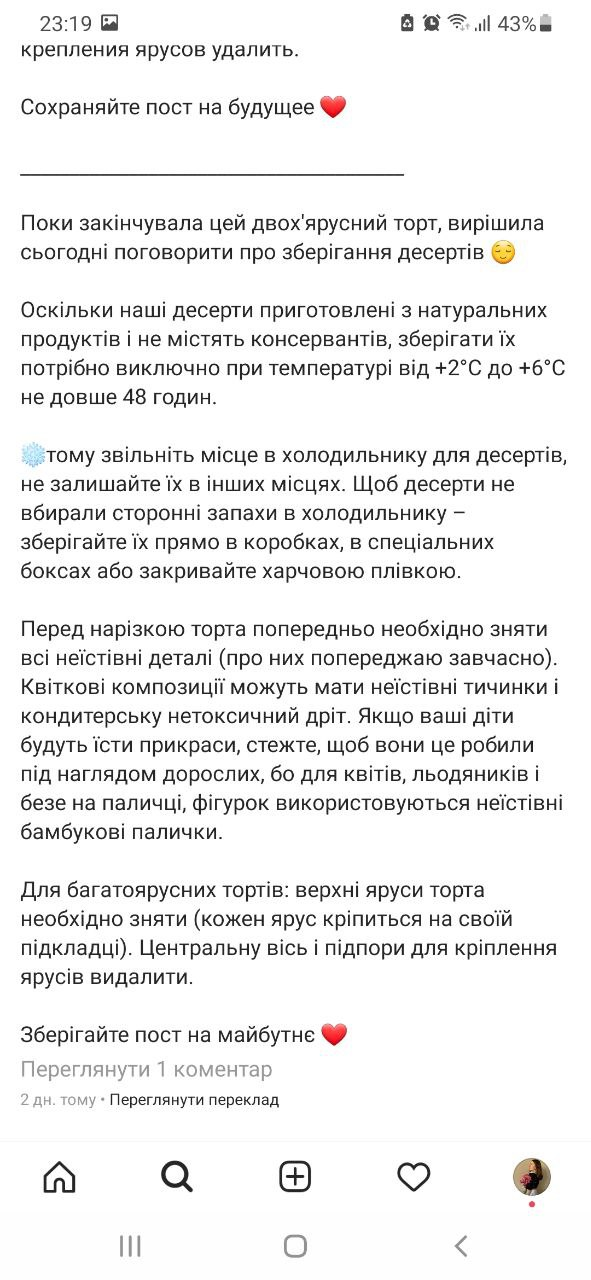 23:19 43%
крепления ярусов удалить.
Сохраняйте пост на будущее ❤️
___________________________________
Поки закінчувала цей двох'ярусний торт, вирішила
сьогодні поговорити про зберігання десертів 😌
Оскільки наші десерти приготовлені з натуральних
продуктів і не містять консервантів, зберігати їх
потрібно виключно при температурі від +2°С до +6°С
не довше 48 годин.
❄️тому звільніть місце в холодильнику для десертів,
не залишайте їх в інших місцях. Щоб десерти не
вбирали сторонні запахи в холодильнику –
зберігайте їх прямо в коробках, в спеціальних
боксах або закривайте харчовою плівкою.
Перед нарізкою торта попередньо необхідно зняти
всі неїстівні деталі (про них попереджаю завчасно).
Квіткові композиції можуть мати неїстівні тичинки і
кондитерську нетоксичний дріт. Якщо ваші діти
будуть їсти прикраси, стежте, щоб вони це робили
під наглядом дорослих, бо для квітів, льодяників і
безе на паличці, фігурок використовуються неїстівні
бамбукові палички.
Для багатоярусних тортів: верхні яруси торта
необхідно зняти (кожен ярус кріпиться на своїй
підкладці). Центральну вісь і підпори для кріплення
ярусів видалити.
Зберігайте пост на майбутнє ❤️
Переглянути 1 коментар
2 дн. тому • Переглянути переклад